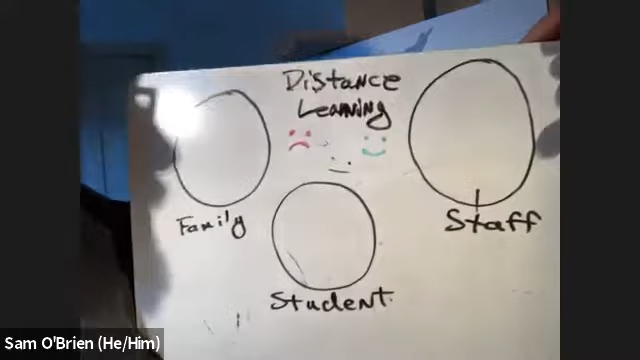 Distance
Learning
Family
Staff
Student
Sam O'Brien (He/Him)